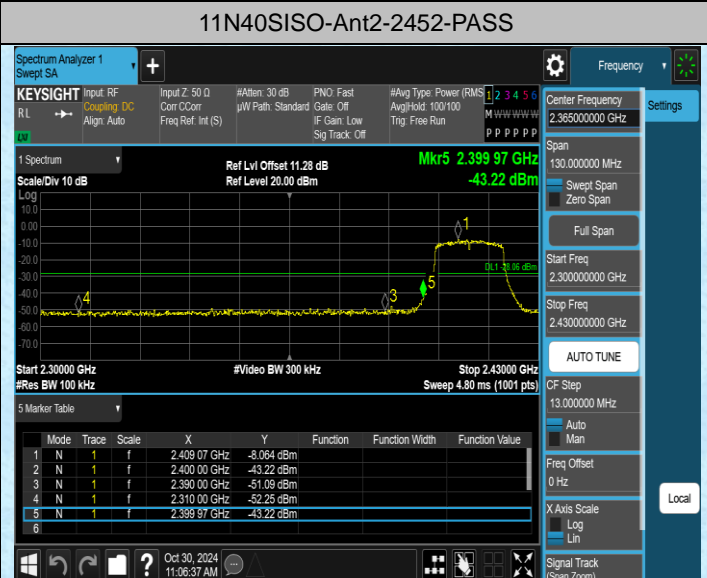 11N40SISO-Ant2-2452-PASS
Spectrum Analyzer 1
Swept SA
Frequency
KEYSIGHT Input: RF Input Z: 50 Ω #Atten: 30 dB PNO: Fast #Avg Type: Power (RMS 1 2 3 4 5 6
RL Coupling: DC Corr CCorr µW Path: Standard Gate: Off Avg|Hold: 100/100 M W W W W W
Align: Auto Freq Ref: Int (S) IF Gain: Low Trig: Free Run
LXI Sig Track: Off P P P P P P
1 Spectrum
Scale/Div 10 dB
Ref Lvl Offset 11.28 dB
Ref Level 20.00 dBm
Mkr5 2.399 97 GHz
-43.22 dBm
Log
10.0
0.00
-10.0
-20.0
-30.0
-40.0
-50.0
-60.0
-70.0
1
DL1 -28.06 dBm
5
3
4
Start 2.30000 GHz #Video BW 300 kHz Stop 2.43000 GHz
#Res BW 100 kHz Sweep 4.80 ms (1001 pts)
5 Marker Table
Mode Trace Scale X Y Function Function Width Function Value
1 N 1 f 2.409 07 GHz -8.064 dBm
2 N 1 f 2.400 00 GHz -43.22 dBm
3 N 1 f 2.390 00 GHz -51.09 dBm
4 N 1 f 2.310 00 GHz -52.25 dBm
5 N 1 f 2.399 97 GHz -43.22 dBm
6
Oct 30, 2024
11:06:37 AM
Center Frequency
2.365000000 GHz
Span
130.000000 MHz
Swept Span
Zero Span
Full Span
Start Freq
2.300000000 GHz
Stop Freq
2.430000000 GHz
AUTO TUNE
CF Step
13.000000 MHz
Auto
Man
Freq Offset
0 Hz
X Axis Scale
Log
Lin
Signal Track
(Span Zoom)
Settings
Local